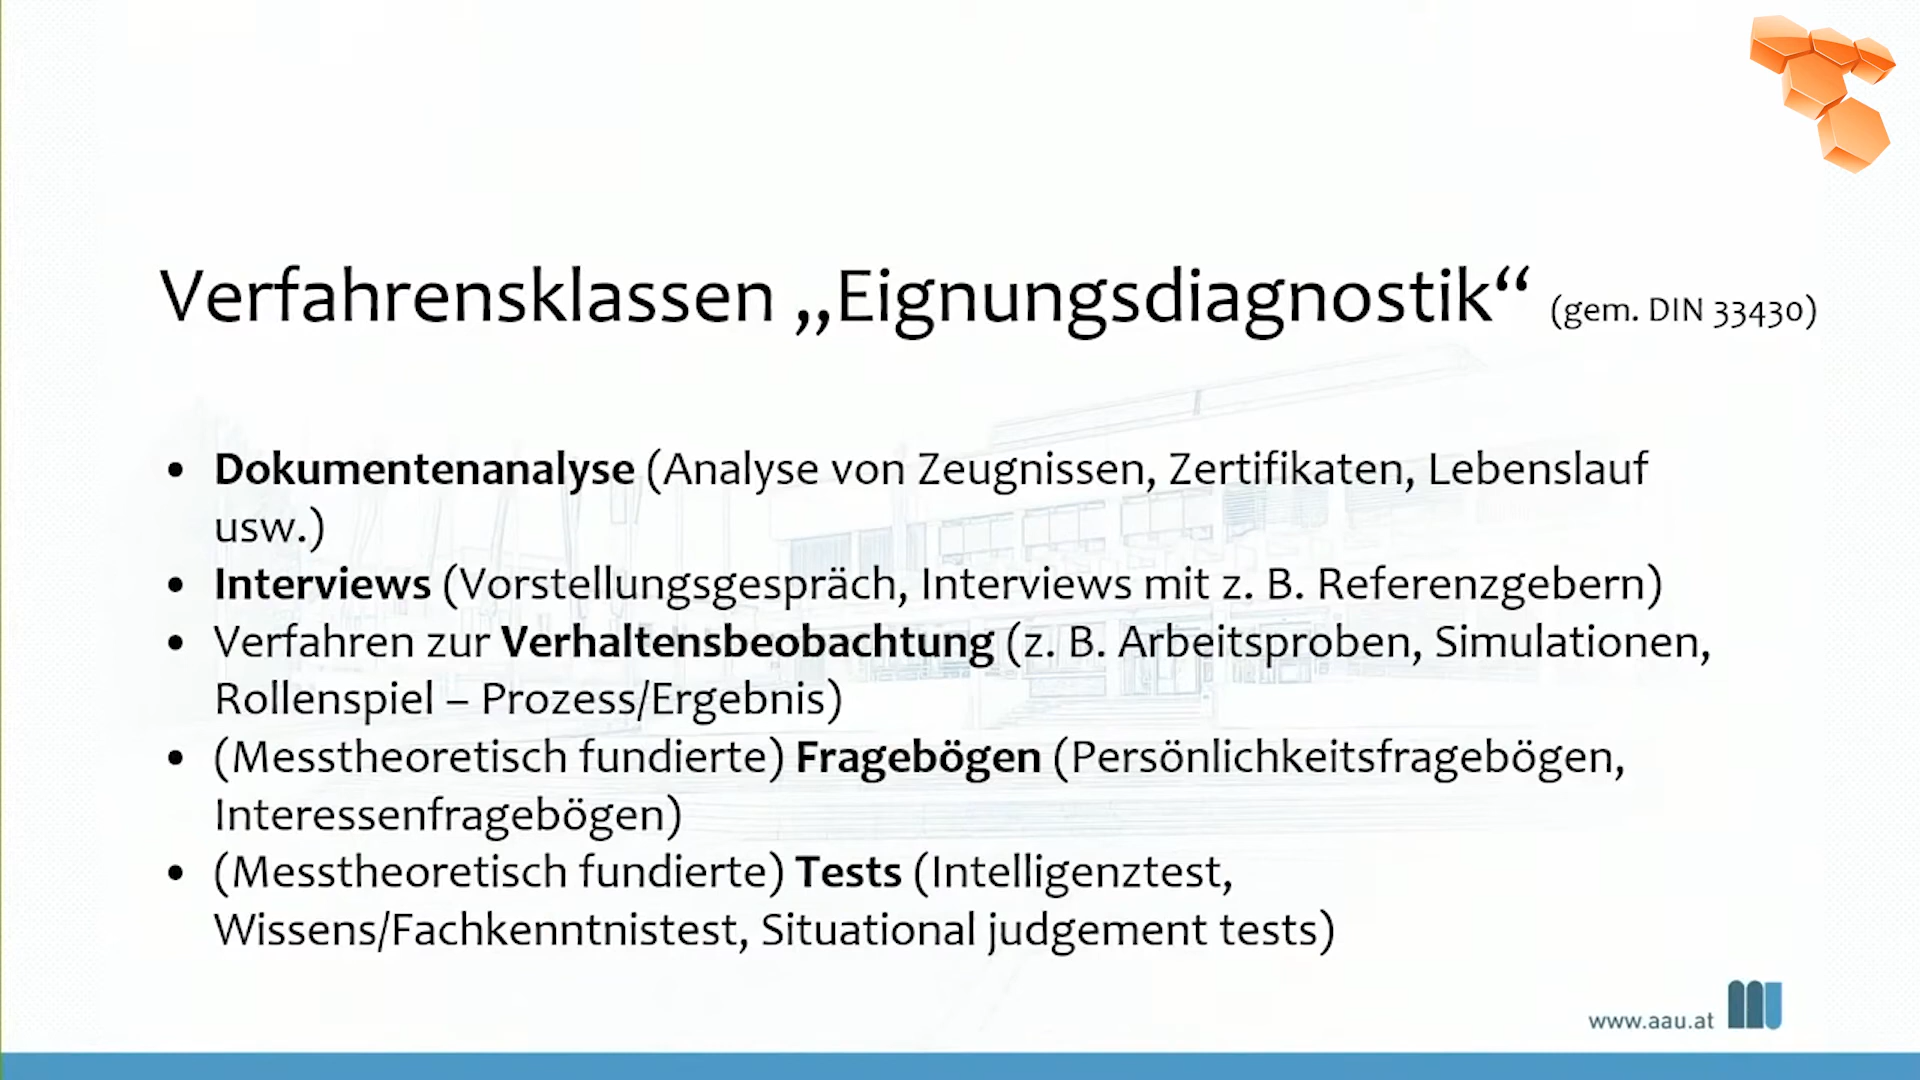 Verfahrensklassen „Eignungsdiagnostik“ (gem. DIN 33430)
• Dokumentenanalyse (Analyse von Zeugnissen, Zertifikaten, Lebenslauf
usw.)
• Interviews (Vorstellungsgespräch, Interviews mit z. B. Referenzgebern)
• Verfahren zur Verhaltensbeobachtung (z. B. Arbeitsproben, Simulationen,
Rollenspiel – Prozess/Ergebnis)
• (Messtheoretisch fundierte) Fragebögen (Persönlichkeitsfragebögen,
Interessenfragebögen)
• (Messtheoretisch fundierte) Tests (Intelligenztest,
Wissens/Fachkenntnistest, Situational judgement tests)
www.aau.at